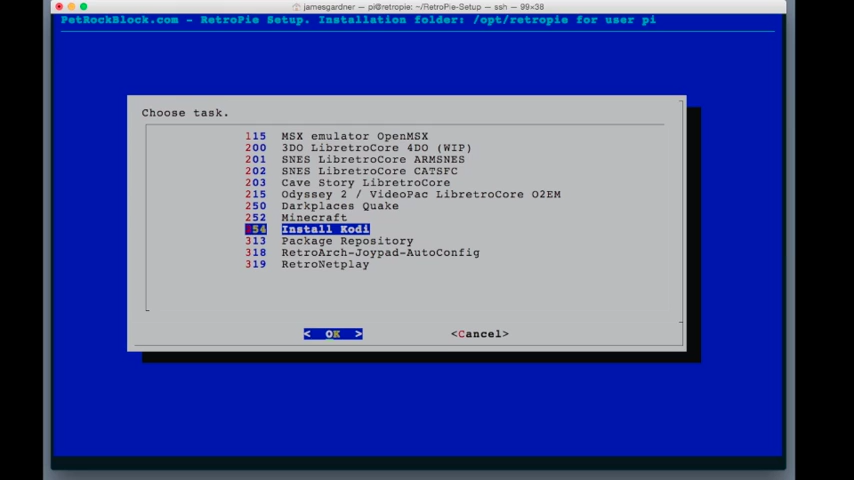 jamesgardner — pi@retropie: ~/RetroPie-Setup — ssh — 99×38
PetRockBlock.com - RetroPie Setup. Installation folder: /opt/retropie for user pi
Choose task.
115 MSX emulator OpenMSX
200 3DO LibretroCore 4DO (WIP)
201 SNES LibretroCore ARMSNES
202 SNES LibretroCore CATSFC
203 Cave Story LibretroCore
215 Odyssey 2 / VideoPac LibretroCore O2EM
250 Darkplaces Quake
252 Minecraft
254 Install Kodi
313 Package Repository
318 RetroArch-Joypad-AutoConfig
319 RetroNetplay
< OK > <Cancel>